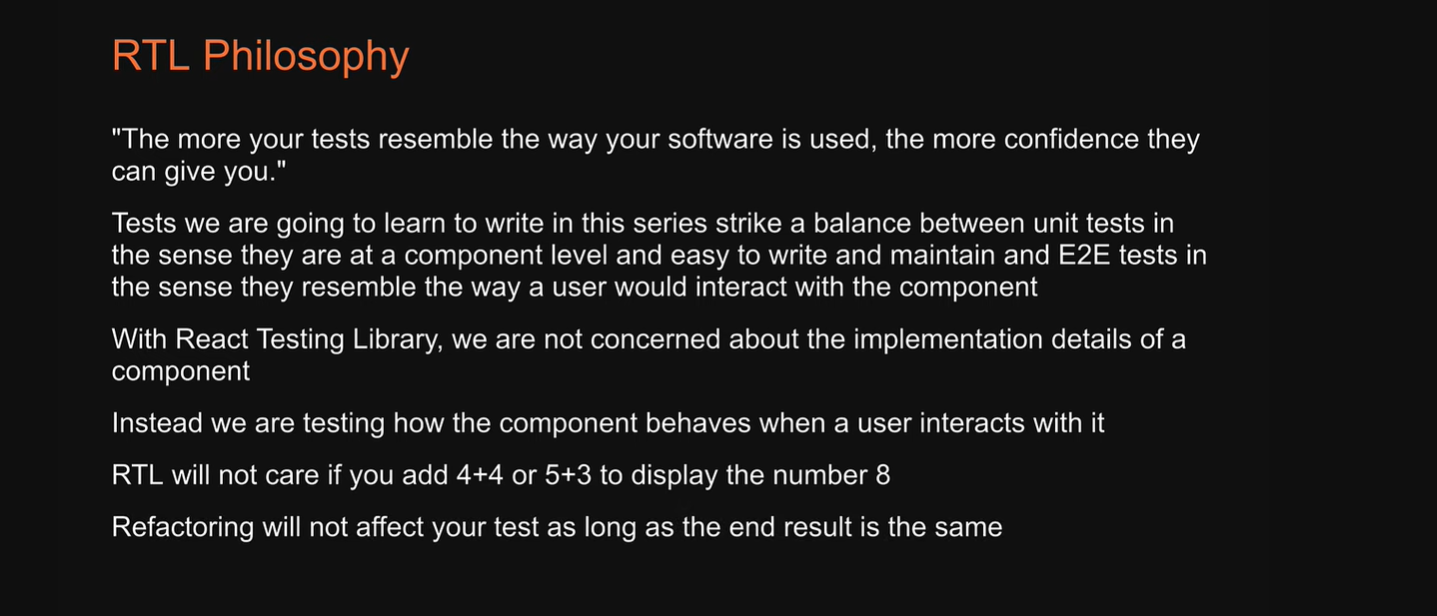 RTL Philosophy
"The more your tests resemble the way your software is used, the more confidence they
can give you."
Tests we are going to learn to write in this series strike a balance between unit tests in
the sense they are at a component level and easy to write and maintain and E2E tests in
the sense they resemble the way a user would interact with the component
With React Testing Library, we are not concerned about the implementation details of a
component
Instead we are testing how the component behaves when a user interacts with it
RTL will not care if you add 4+4 or 5+3 to display the number 8
Refactoring will not affect your test as long as the end result is the same